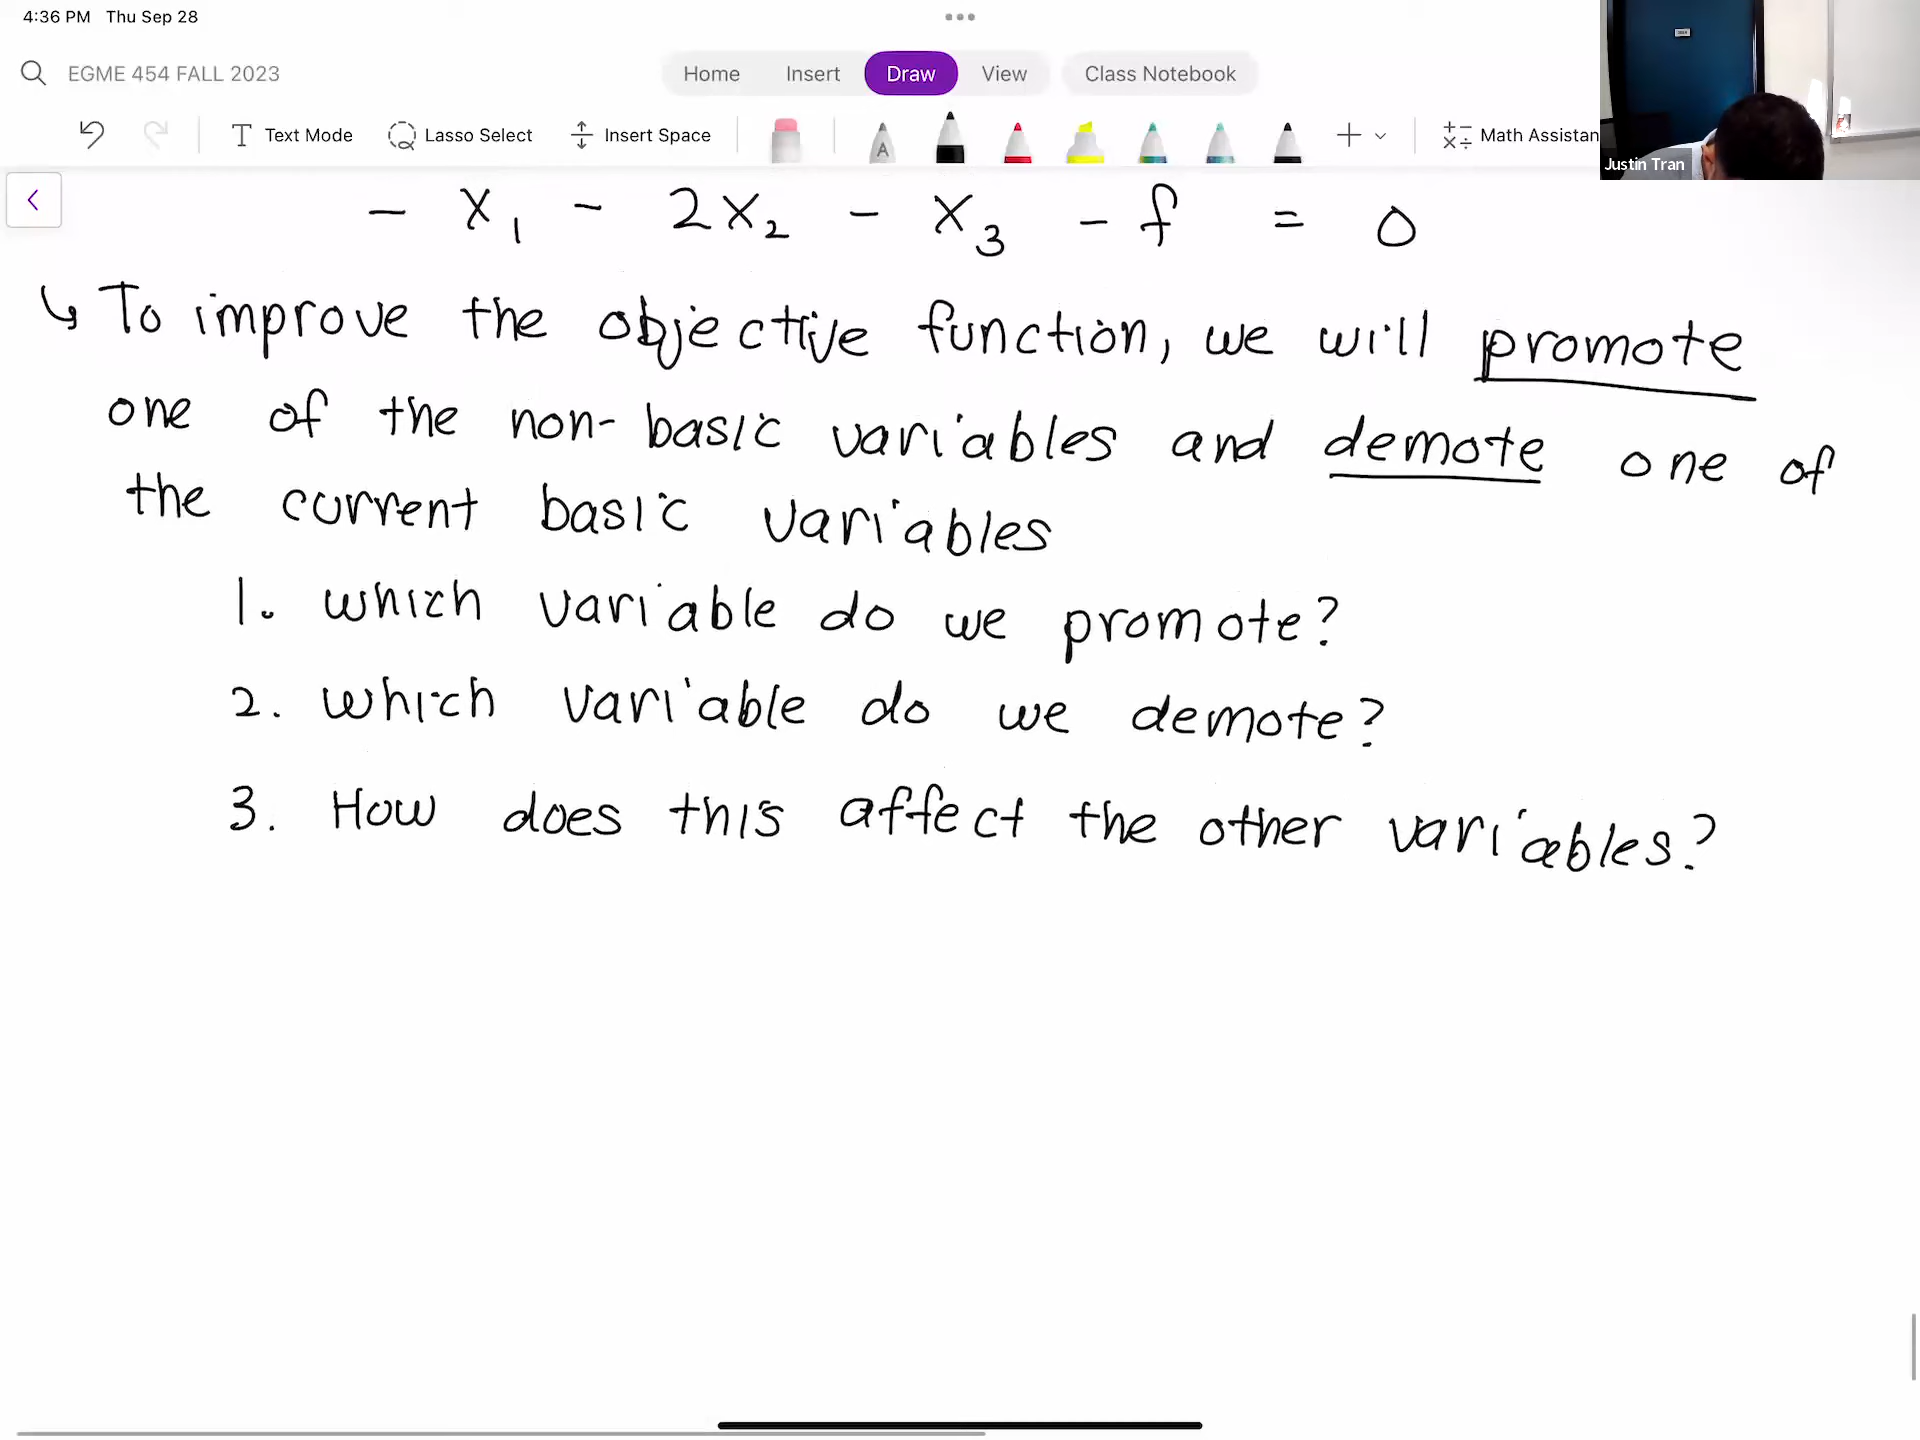 4:36 PM Thu Sep 28
EGME 454 FALL 2023
Home Insert Draw View Class Notebook
Text Mode Lasso Select Insert Space A Math Assistan
Justin Tran
- x₁ - 2x₂ - x₃ - f = 0
↳ To improve the objective function, we will promote
one of the non-basic variables and demote one of
the current basic variables
1. which variable do we promote?
2. which variable do we demote?
3. How does this affect the other variables?